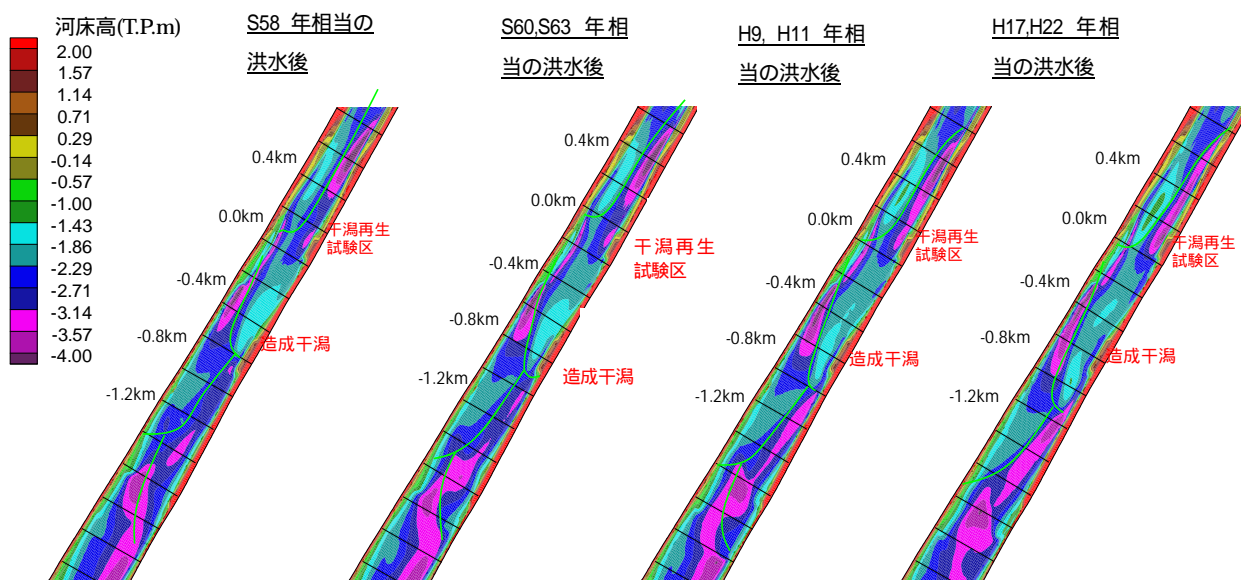 河床高(T.P.m)
2.00
1.57
1.14
0.71
0.29
-0.14
-0.57
-1.00
-1.43
-1.86
-2.29
-2.71
-3.14
-3.57
-4.00
S58 年相当の
洪水後
0.4km
0.0km
-0.4km
-0.8km
-1.2km
干潟再生
試験区
造成干潟
S60,S63 年相
当の洪水後
0.4km
0.0km
-0.4km
-0.8km
-1.2km
干潟再生
試験区
造成干潟
H9, H11 年相
当の洪水後
0.4km
0.0km
-0.4km
-0.8km
-1.2km
干潟再生
試験区
造成干潟
H17,H22 年相
当の洪水後
0.4km
0.0km
-0.4km
-0.8km
-1.2km
干潟再生
試験区
造成干潟